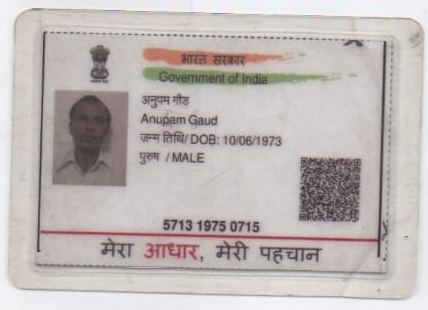 भारत सरकार
Government of India
अनुपम गौड
Anupam Gaud
जन्म तिथि/ DOB: 10/06/1973
पुरुष / MALE
5713 1975 0715
मेरा आधार, मेरी पहचान